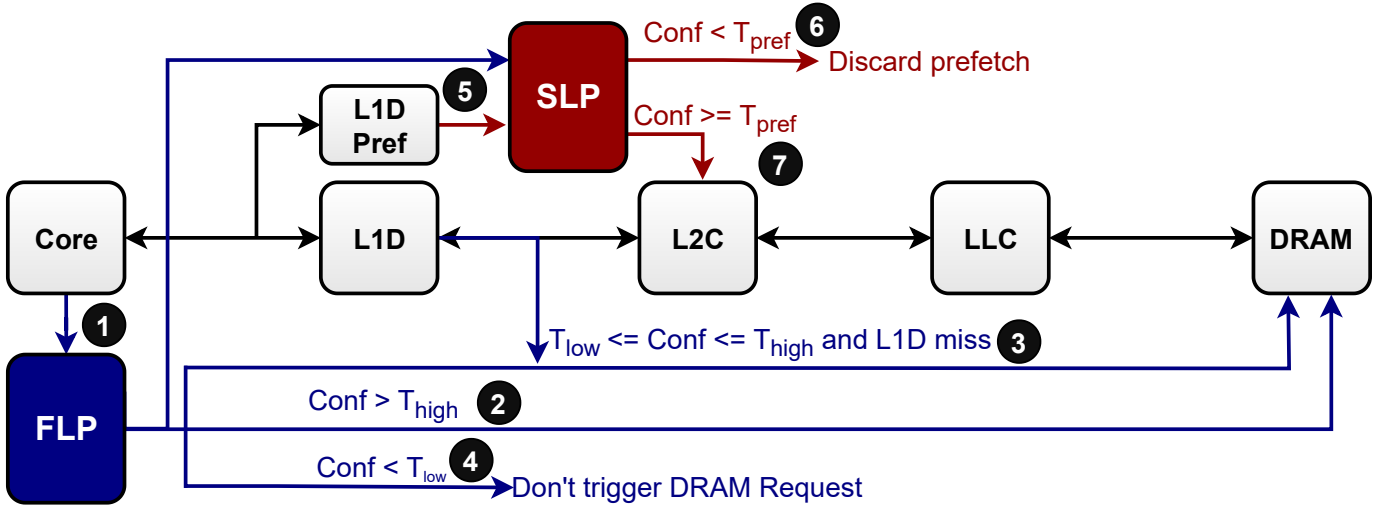 Conf < Tpref 6
Discard prefetch
SLP
5
L1D
Pref
Conf >= Tpref
7
Core
L1D
L2C
LLC
DRAM
1
Tlow <= Conf <= Thigh and L1D miss 3
FLP
Conf > Thigh 2
Conf < Tlow 4
Don't trigger DRAM Request